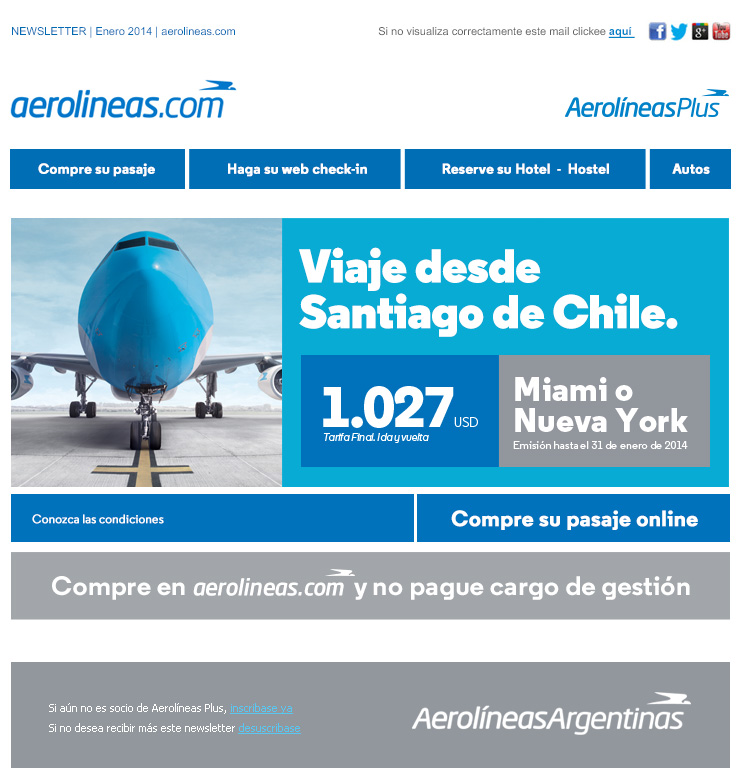 NEWSLETTER | Enero 2014 | aerolineas.com
Si no visualiza correctamente este mail clickee aquí
aerolineas.com
AerolíneasPlus
Compre su pasaje
Haga su web check-in
Reserve su Hotel - Hostel
Autos
Viaje desde
Santiago de Chile.
1.027 USD
Tarifa Final. Ida y vuelta
Miami o
Nueva York
Emisión hasta el 31 de enero de 2014
Conozca las condiciones
Compre su pasaje online
Compre en aerolineas.com y no pague cargo de gestión
Si aún no es socio de Aerolíneas Plus, inscríbase ya
Si no desea recibir más este newsletter desuscríbase
AerolíneasArgentinas